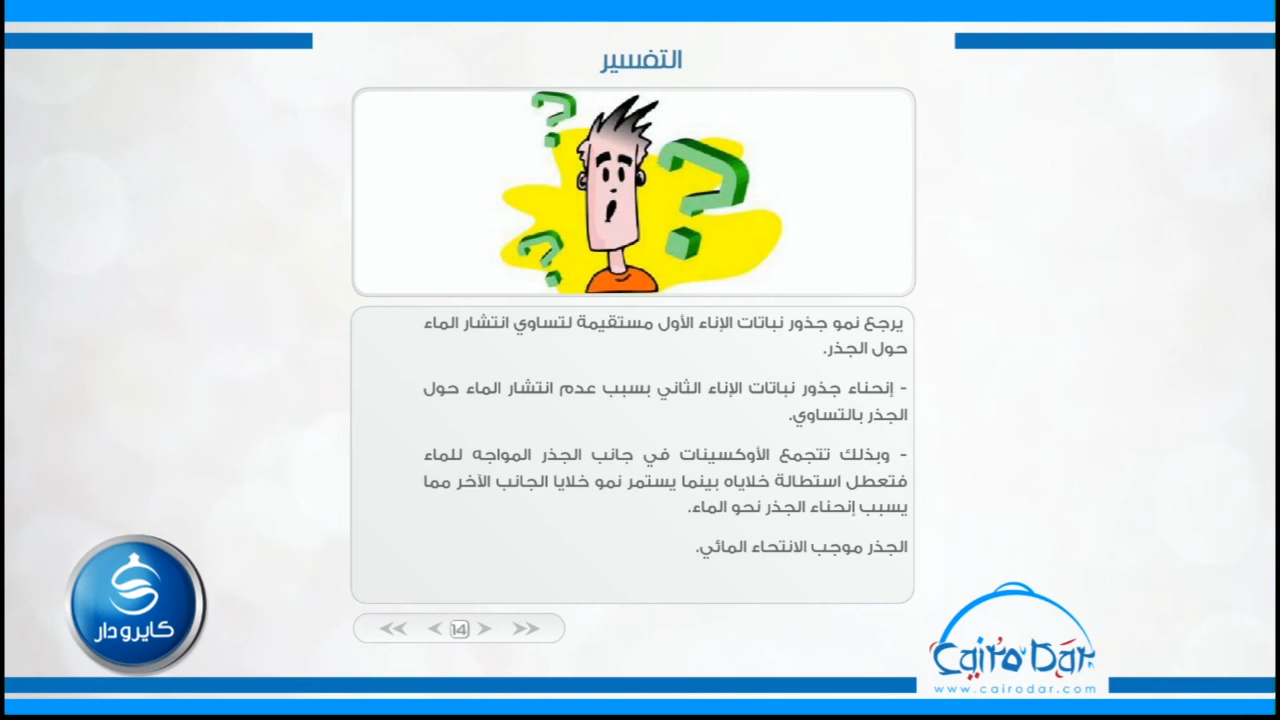 التفسير
يرجع نمو جذور نباتات الإناء الأول مستقيمة لتساوي انتشار الماء
حول الجذر.
- إنحناء جذور نباتات الإناء الثاني بسبب عدم انتشار الماء حول
الجذر بالتساوي.
- وبذلك تتجمع الأوكسينات في جانب الجذر المواجه للماء
فتعطل استطالة خلاياه بينما يستمر نمو خلايا الجانب الآخر مما
يسبب إنحناء الجذر نحو الماء.
الجذر موجب الانتحاء المائي.
14
كايرو دار
Cairo Dar
www.cairodar.com